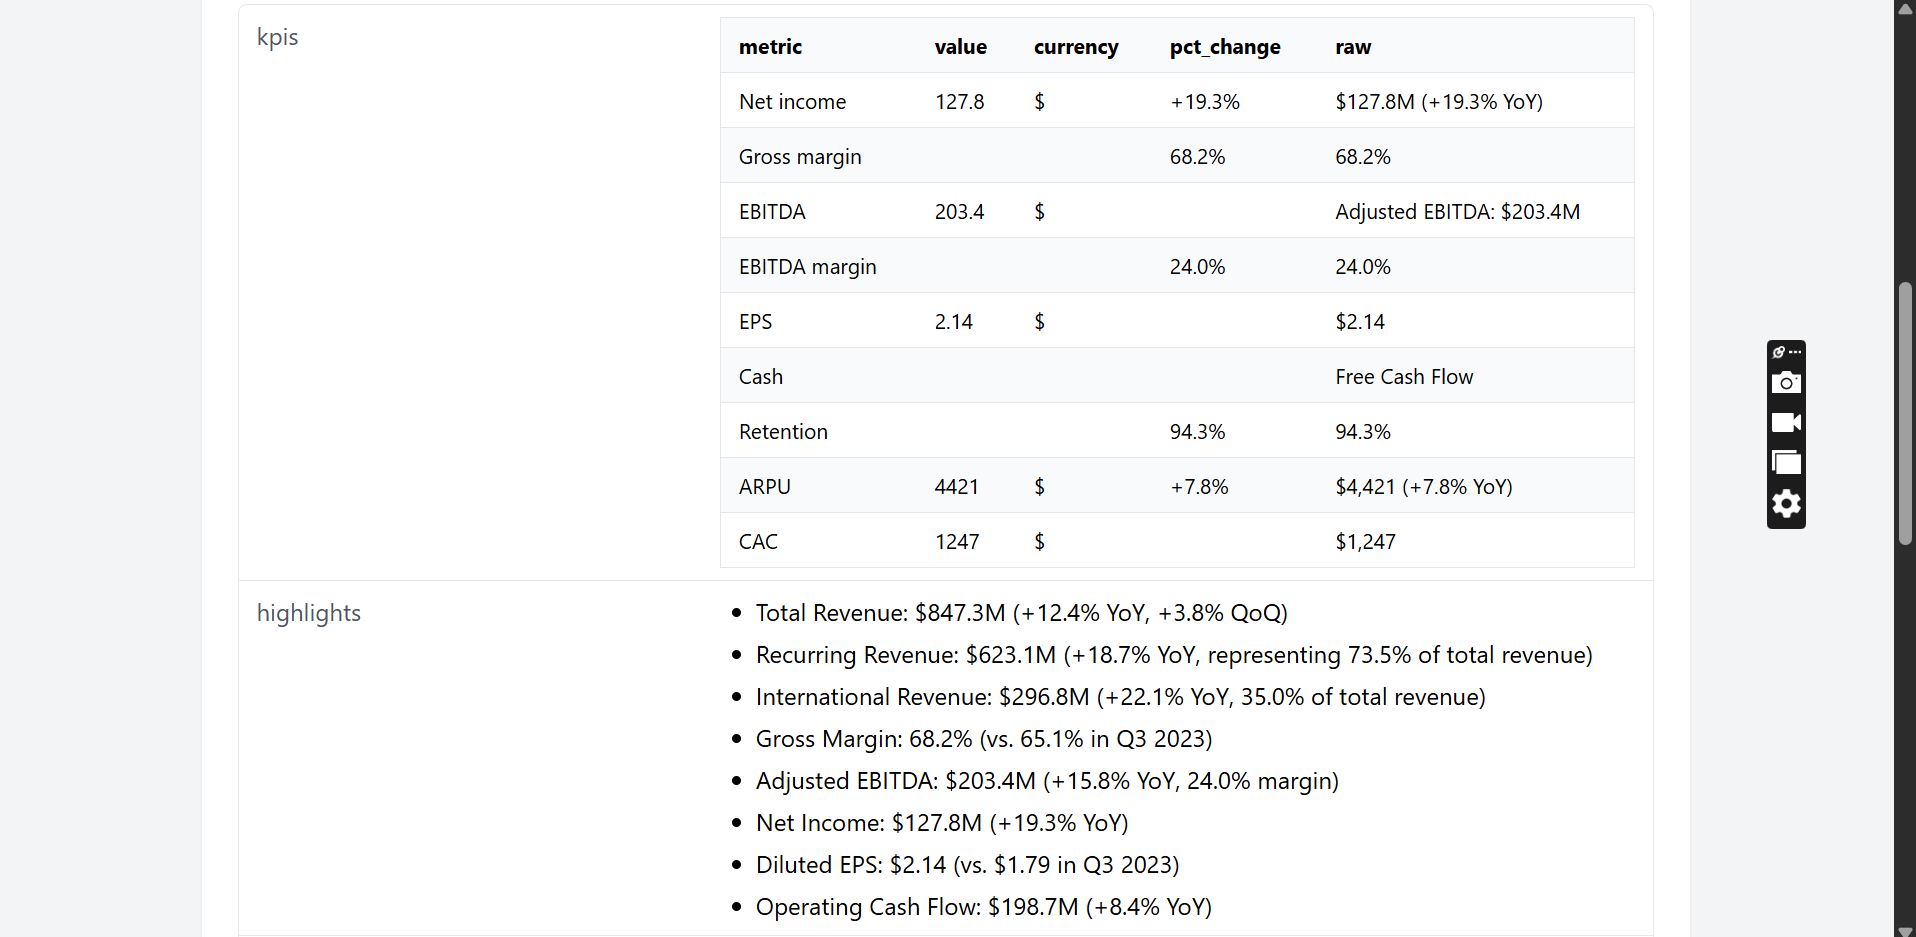 kpis
metric value currency pct_change raw
Net income 127.8 $ +19.3% $127.8M (+19.3% YoY)
Gross margin 68.2% 68.2%
EBITDA 203.4 $ Adjusted EBITDA: $203.4M
EBITDA margin 24.0% 24.0%
EPS 2.14 $ $2.14
Cash Free Cash Flow
Retention 94.3% 94.3%
ARPU 4421 $ +7.8% $4,421 (+7.8% YoY)
CAC 1247 $ $1,247
highlights
• Total Revenue: $847.3M (+12.4% YoY, +3.8% QoQ)
• Recurring Revenue: $623.1M (+18.7% YoY, representing 73.5% of total revenue)
• International Revenue: $296.8M (+22.1% YoY, 35.0% of total revenue)
• Gross Margin: 68.2% (vs. 65.1% in Q3 2023)
• Adjusted EBITDA: $203.4M (+15.8% YoY, 24.0% margin)
• Net Income: $127.8M (+19.3% YoY)
• Diluted EPS: $2.14 (vs. $1.79 in Q3 2023)
• Operating Cash Flow: $198.7M (+8.4% YoY)